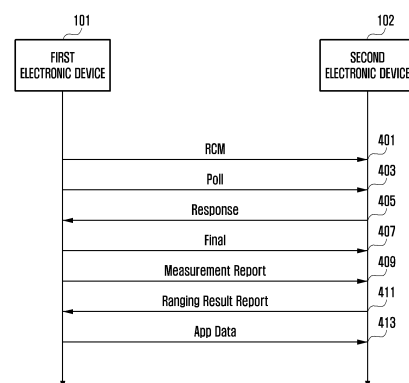 101
102
FIRST
ELECTRONIC DEVICE
SECOND
ELECTRONIC DEVICE
RCM
401
Poll
403
Response
405
Final
407
Measurement Report
409
Ranging Result Report
411
App Data
413